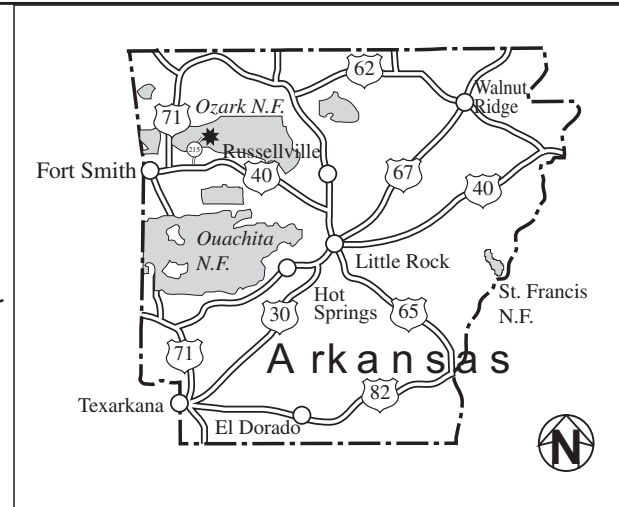 62
Walnut
Ridge
71
Ozark N.F.
215
Russellville
Fort Smith
40
67
40
Ouachita
N.F.
Little Rock
St. Francis
N.F.
Hot
Springs
30
65
Arkansas
71
82
Texarkana
El Dorado
N